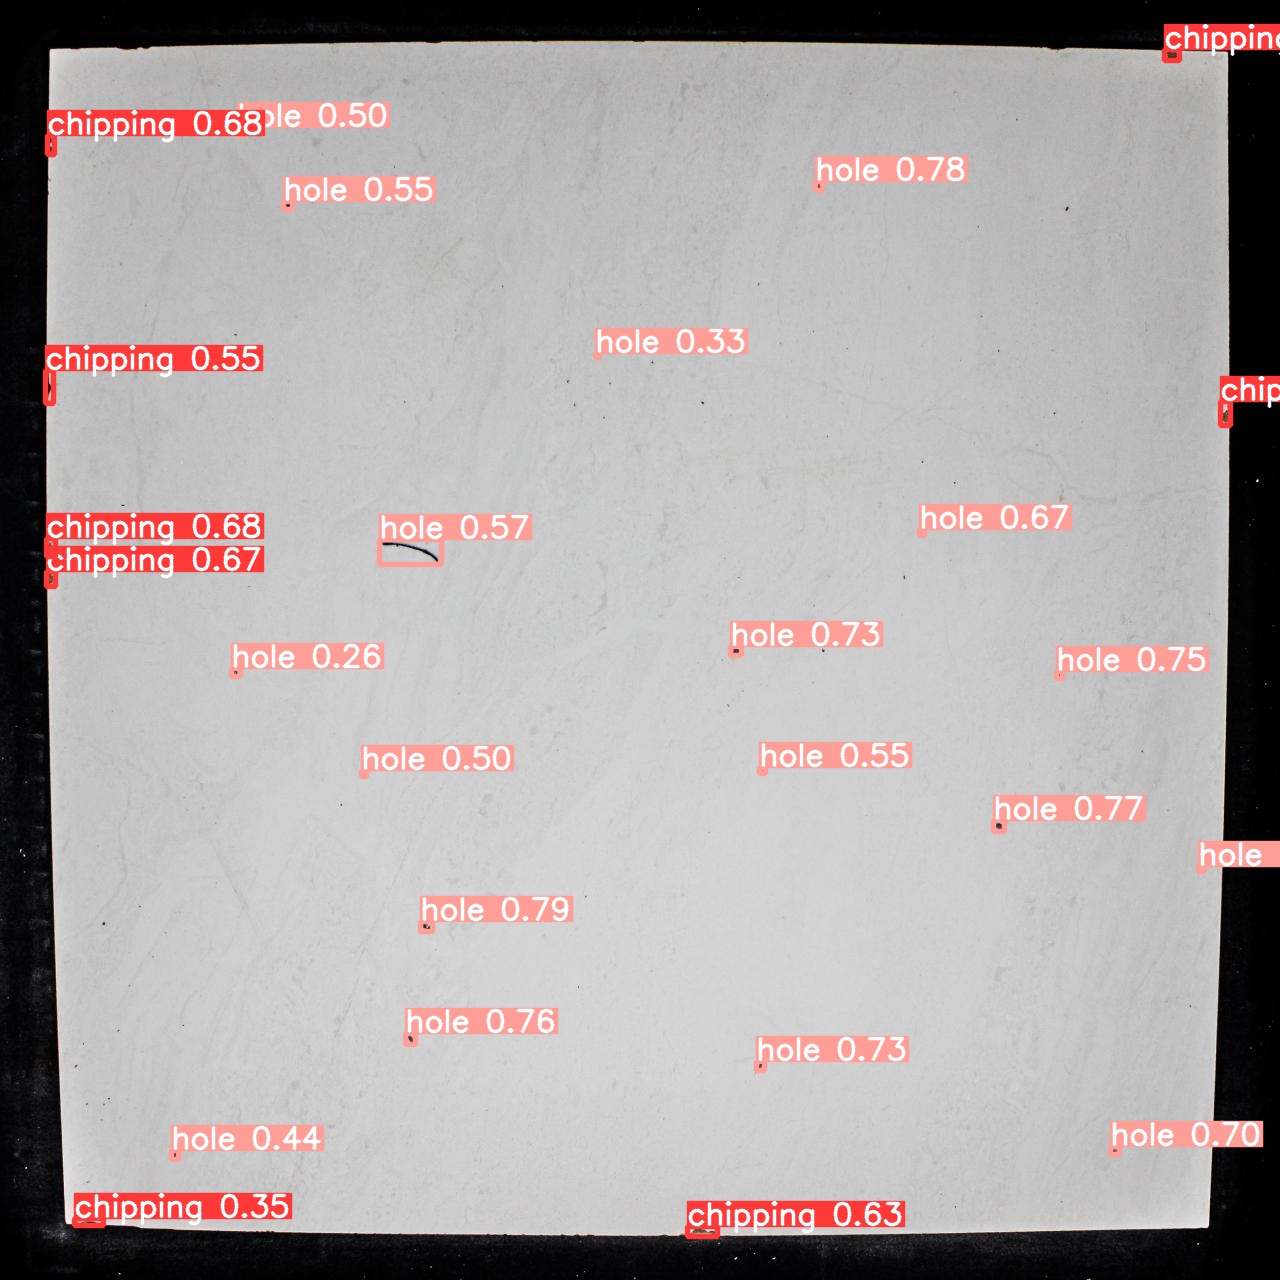 chipping
chipping 0.68
ole 0.50
hole 0.78
hole 0.55
hole 0.33
chipping 0.55
chip
hole 0.67
chipping 0.68
hole 0.57
chipping 0.67
hole 0.73
hole 0.26
hole 0.75
hole 0.50
hole 0.55
hole 0.77
hole
hole 0.79
hole 0.76
hole 0.73
hole 0.44
hole 0.70
chipping 0.35
chipping 0.63